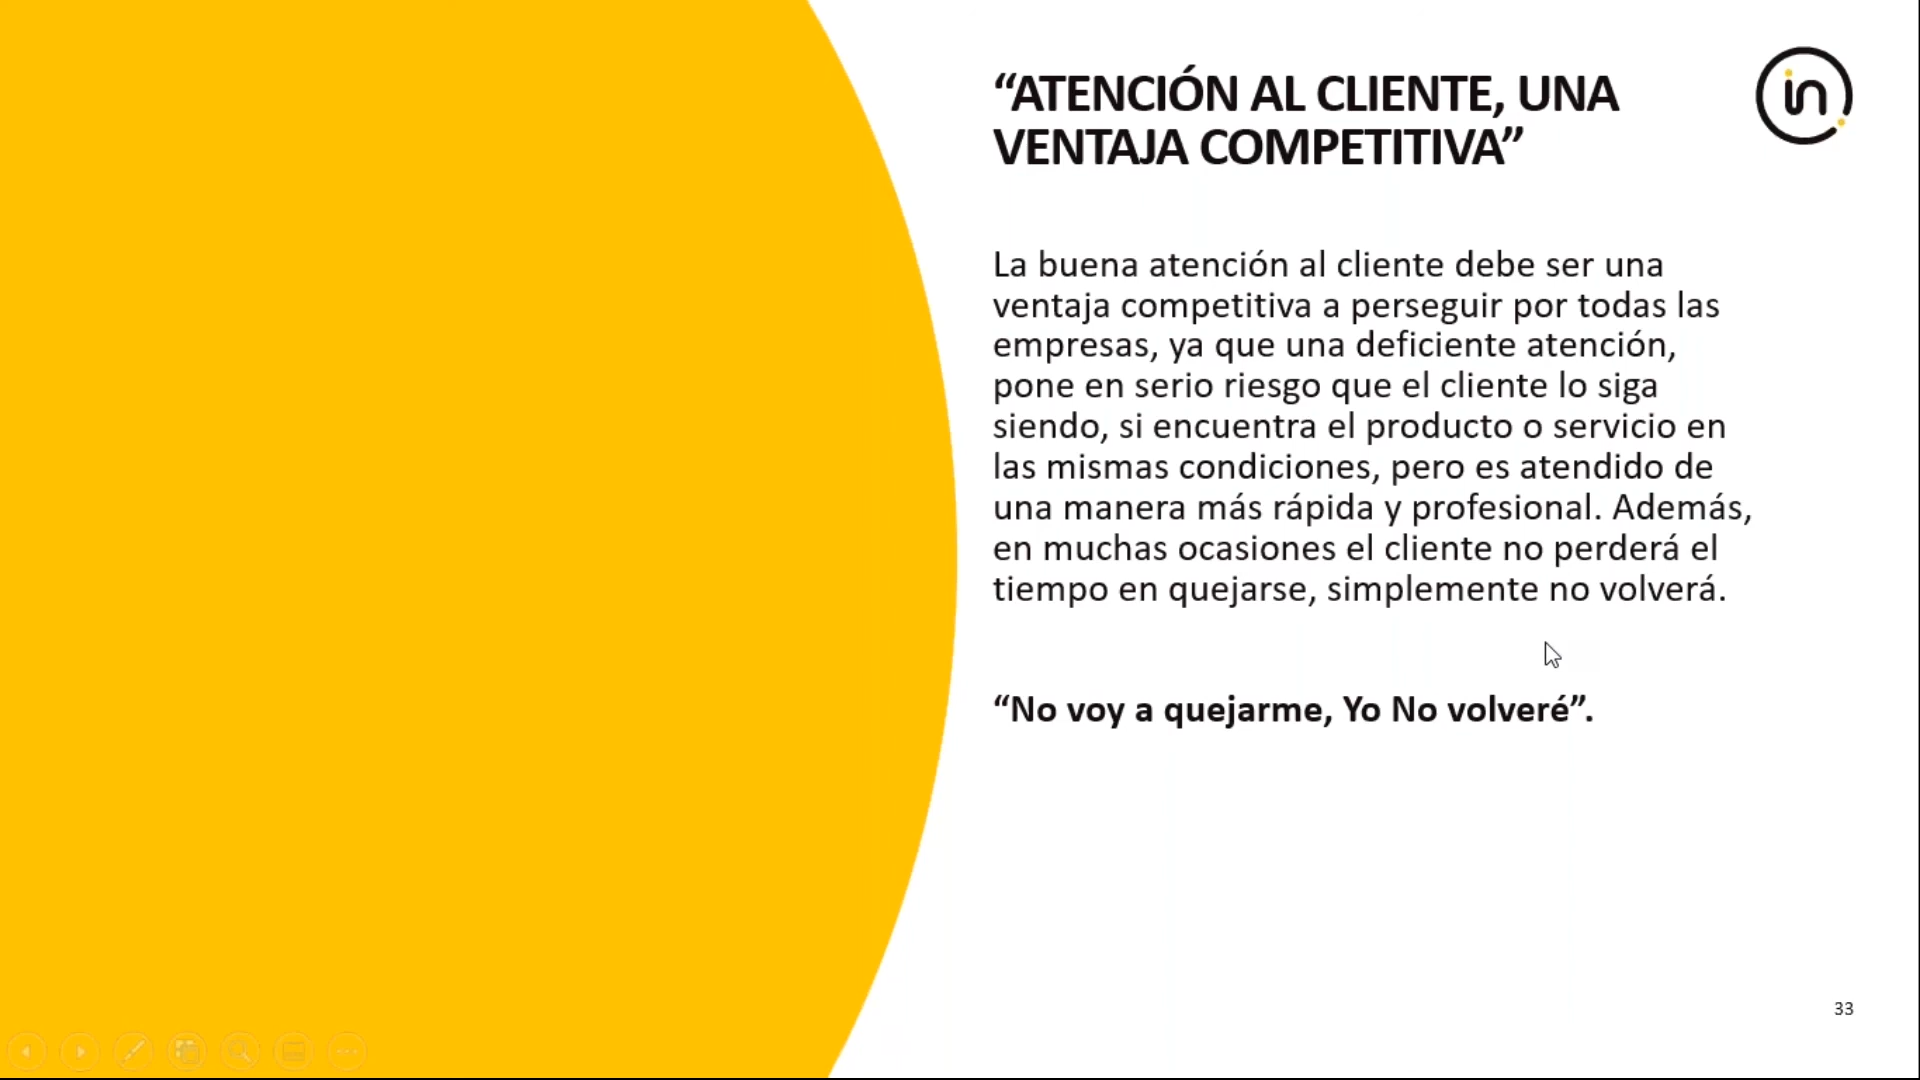 “ATENCIÓN AL CLIENTE, UNA
VENTAJA COMPETITIVA”
in
La buena atención al cliente debe ser una
ventaja competitiva a perseguir por todas las
empresas, ya que una deficiente atención,
pone en serio riesgo que el cliente lo siga
siendo, si encuentra el producto o servicio en
las mismas condiciones, pero es atendido de
una manera más rápida y profesional. Además,
en muchas ocasiones el cliente no perderá el
tiempo en quejarse, simplemente no volverá.
“No voy a quejarme, Yo No volveré”.
33